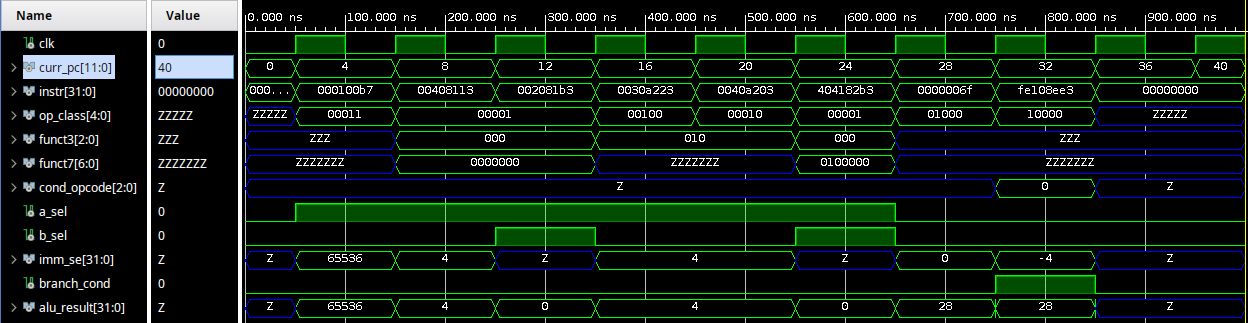 Name Value 0.000 ns 100.000 ns 200.000 ns 300.000 ns 400.000 ns 500.000 ns 600.000 ns 700.000 ns 800.000 ns 900.000 ns
clk 0
curr_pc[11:0] 40 0 4 8 12 16 20 24 28 32 36 40
instr[31:0] 00000000 000... 000100b7 00408113 002081b3 0030a223 0040a203 404182b3 0000006f fe108ee3 00000000
op_class[4:0] ZZZZZ ZZZZZ 00011 00001 00100 00010 00001 01000 10000 ZZZZZ
funct3[2:0] ZZZ ZZZ 000 010 000 ZZZ
funct7[6:0] ZZZZZZZ ZZZZZZZ 0000000 ZZZZZZZ 0100000 ZZZZZZZ
cond_opcode[2:0] Z Z 0 Z
a_sel 0
b_sel 0
imm_se[31:0] Z Z 65536 4 Z 4 Z 0 -4 Z
branch_cond 0
alu_result[31:0] Z Z 65536 4 0 4 0 28 28 Z